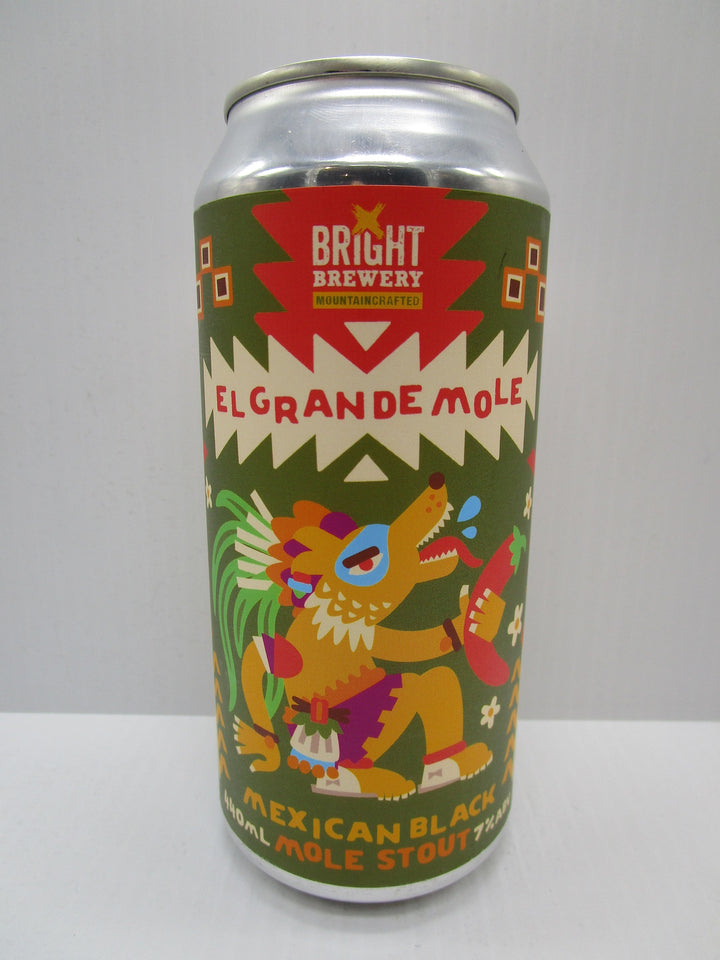 BRIGHT
BREWERY
MOUNTAINCRAFTED
EL GRANDE MOLE
MEXICAN BLACK
440ML MOLE STOUT 7% ABV